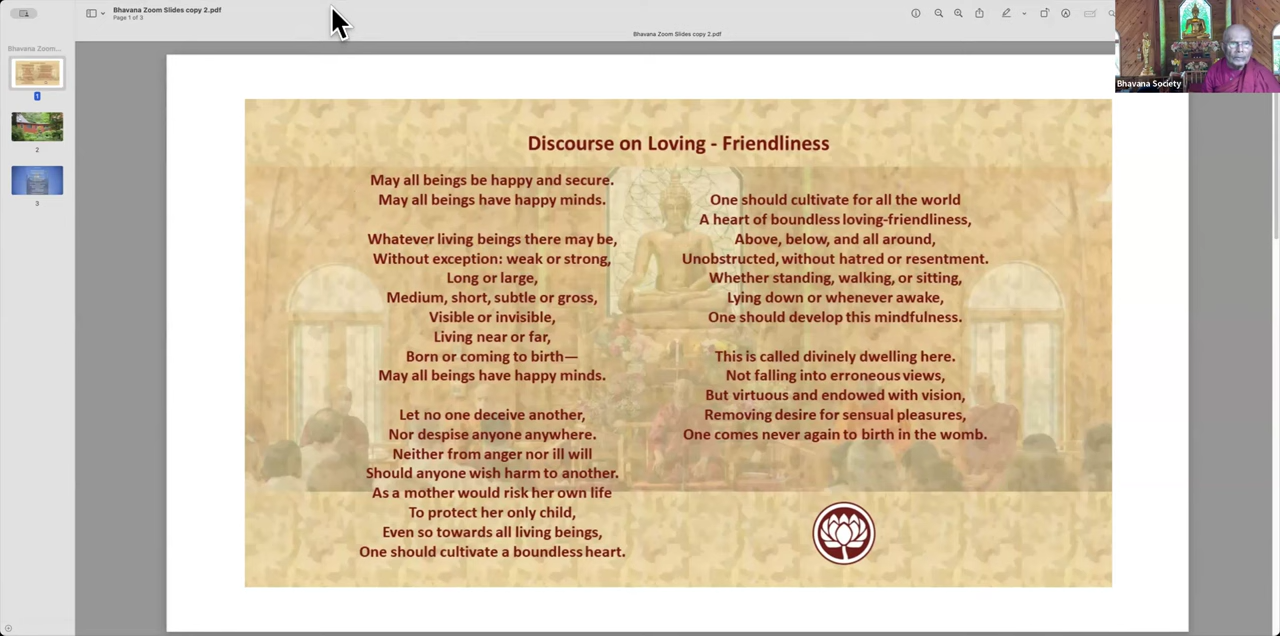 Bhavana Zoom Slides copy 2.pdf
Page 1 of 3
Bhavana Zoom Slides copy 2.pdf
Bhavana Zoom...
1
2
3
Bhavana Society
Discourse on Loving - Friendliness
May all beings be happy and secure.
May all beings have happy minds.
Whatever living beings there may be,
Without exception: weak or strong,
Long or large,
Medium, short, subtle or gross,
Visible or invisible,
Living near or far,
Born or coming to birth—
May all beings have happy minds.
Let no one deceive another,
Nor despise anyone anywhere.
Neither from anger nor ill will
Should anyone wish harm to another.
As a mother would risk her own life
To protect her only child,
Even so towards all living beings,
One should cultivate a boundless heart.
One should cultivate for all the world
A heart of boundless loving-friendliness,
Above, below, and all around,
Unobstructed, without hatred or resentment.
Whether standing, walking, or sitting,
Lying down or whenever awake,
One should develop this mindfulness.
This is called divinely dwelling here.
Not falling into erroneous views,
But virtuous and endowed with vision,
Removing desire for sensual pleasures,
One comes never again to birth in the womb.